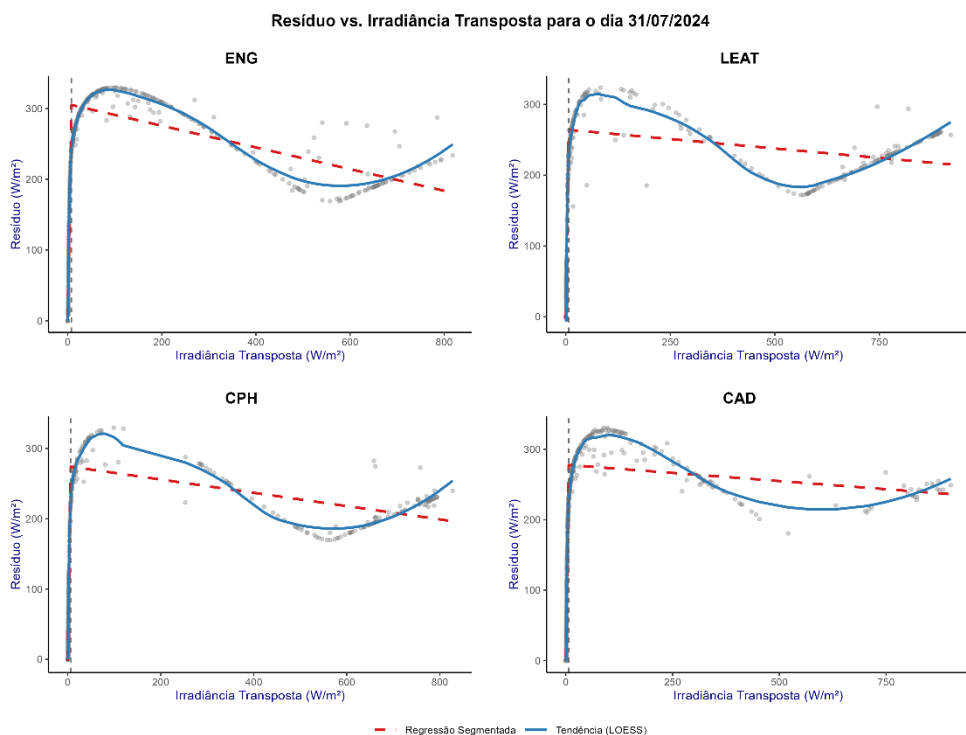 Resíduo vs. Irradiância Transposta para o dia 31/07/2024
ENG
Resíduo (W/m²)
300
200
100
0
0 200 400 600 800
Irradiância Transposta (W/m²)
LEAT
Resíduo (W/m²)
300
200
100
0
0 250 500 750
Irradiância Transposta (W/m²)
CPH
Resíduo (W/m²)
300
200
100
0
0 200 400 600 800
Irradiância Transposta (W/m²)
CAD
Resíduo (W/m²)
300
200
100
0
0 250 500 750
Irradiância Transposta (W/m²)
Regressão Segmentada Tendência (LOESS)